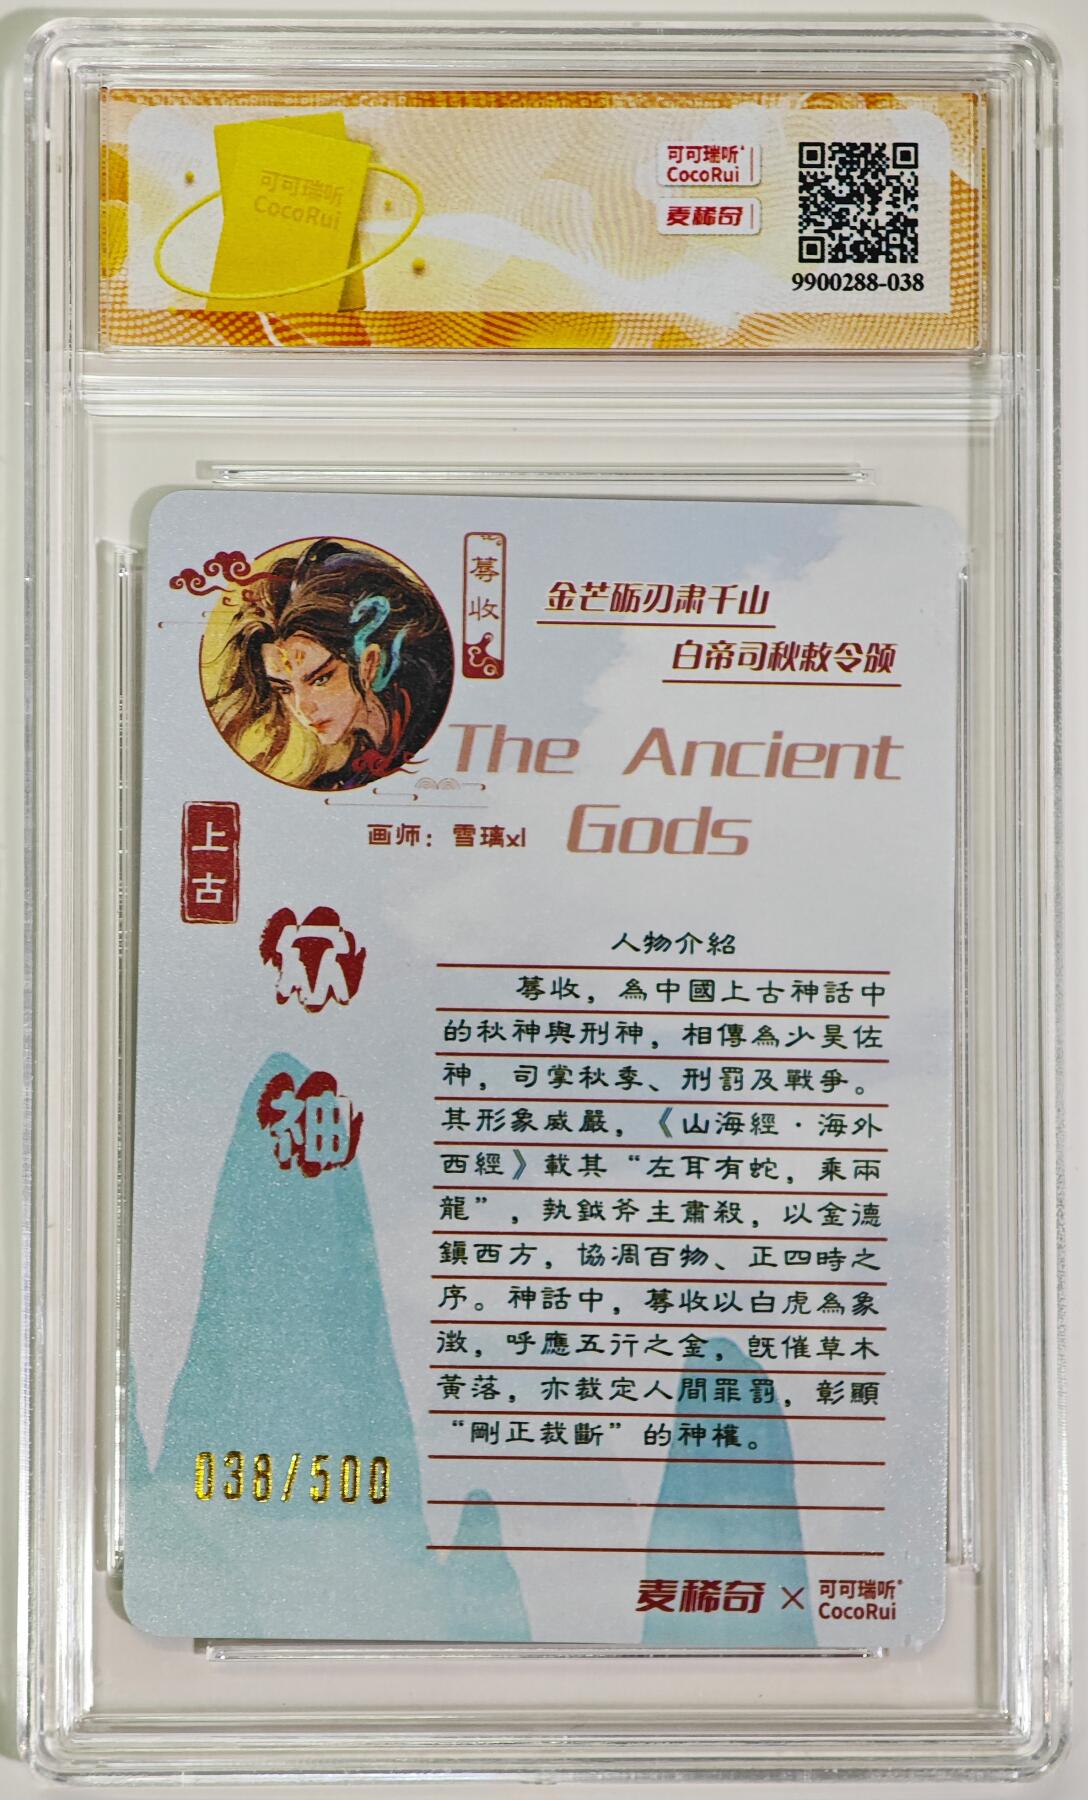 可可瑞听
CocoRui
可可瑞听
CocoRui
麦稀奇
9900288-038
蓐收
金芒砺刃肃千山
白帝司秋敕令颁
The Ancient
Gods
画师：雪璃xl
上古
众神
人物介紹
蓐收，為中國上古神話中
的秋神與刑神，相傳為少昊佐
神，司掌秋季、刑罰及戰爭。
其形象威嚴，《山海經·海外
西經》載其“左耳有蛇，乘兩
龍”，執鉞斧主肅殺，以金德
鎮西方，協凋百物、正四時之
序。神話中，蓐收以白虎為象
徵，呼應五行之金，既催草木
黃落，亦裁定人間罪罰，彰顯
“剛正裁斷”的神權。
038/500
麦稀奇 × 可可瑞听
CocoRui